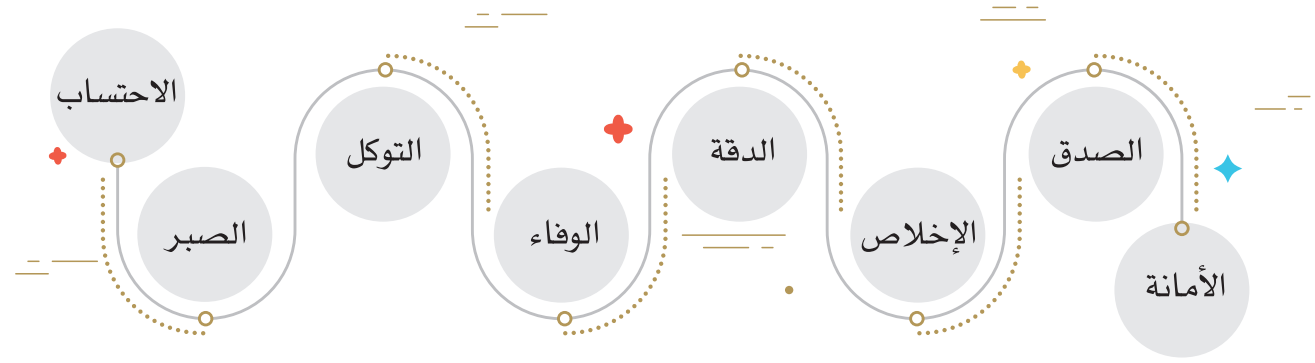 الأمانة
الصدق
الإخلاص
الدقة
الوفاء
التوكل
الصبر
الاحتساب